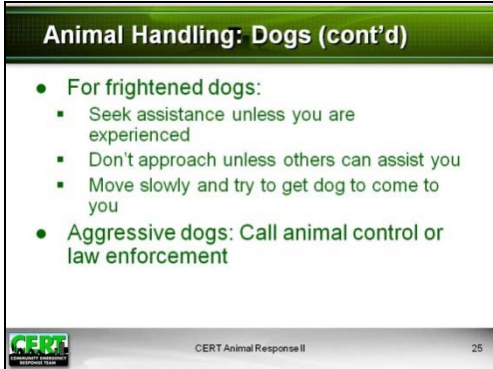 Animal Handling: Dogs (cont’d)
● For frightened dogs:
▪ Seek assistance unless you are
experienced
▪ Don’t approach unless others can assist you
▪ Move slowly and try to get dog to come to
you
● Aggressive dogs: Call animal control or
law enforcement
CERT
COMMUNITY EMERGENCY
RESPONSE TEAM
CERT Animal Response II
25